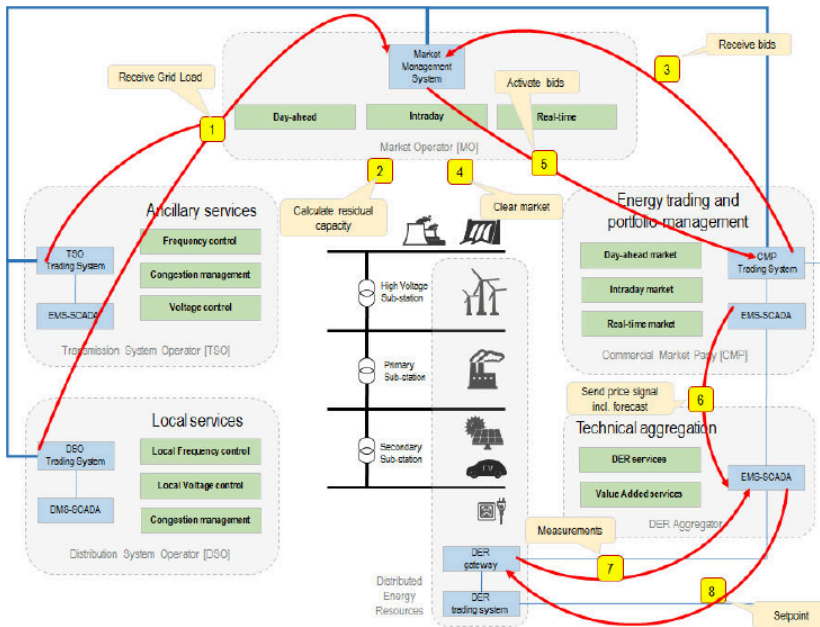 Receive Grid Load
1
Market
Management
System
Activate bids
3
Receive bids
Day-ahead
Intraday
Real-time
Market Operator [MO]
2
4
5
Calculate residual
capacity
Clear market
Ancillary services
TSO
Trading System
EMS-SCADA
Frequency control
Congestion management
Voltage control
Transmission System Operator [TSO]
Local services
DSO
Trading System
DMS-SCADA
Local Frequency control
Local Voltage control
Congestion management
Distribution System Operator [DSO]
High Voltage
Sub-station
Primary
Sub-station
Secondary
Sub-station
EV
Energy trading and
portfolio management
Day-ahead market
Intraday market
Real-time market
CMP
Trading System
EMS-SCADA
Commercial Market Pary [CMP]
Send price signal
incl. forecast
6
Technical aggregation
DER services
Value Added services
EMS-SCADA
DER Aggregator
Measurements
7
DER
gateway
DER
trading system
Distributed
Energy
Resources
8
Setpoint